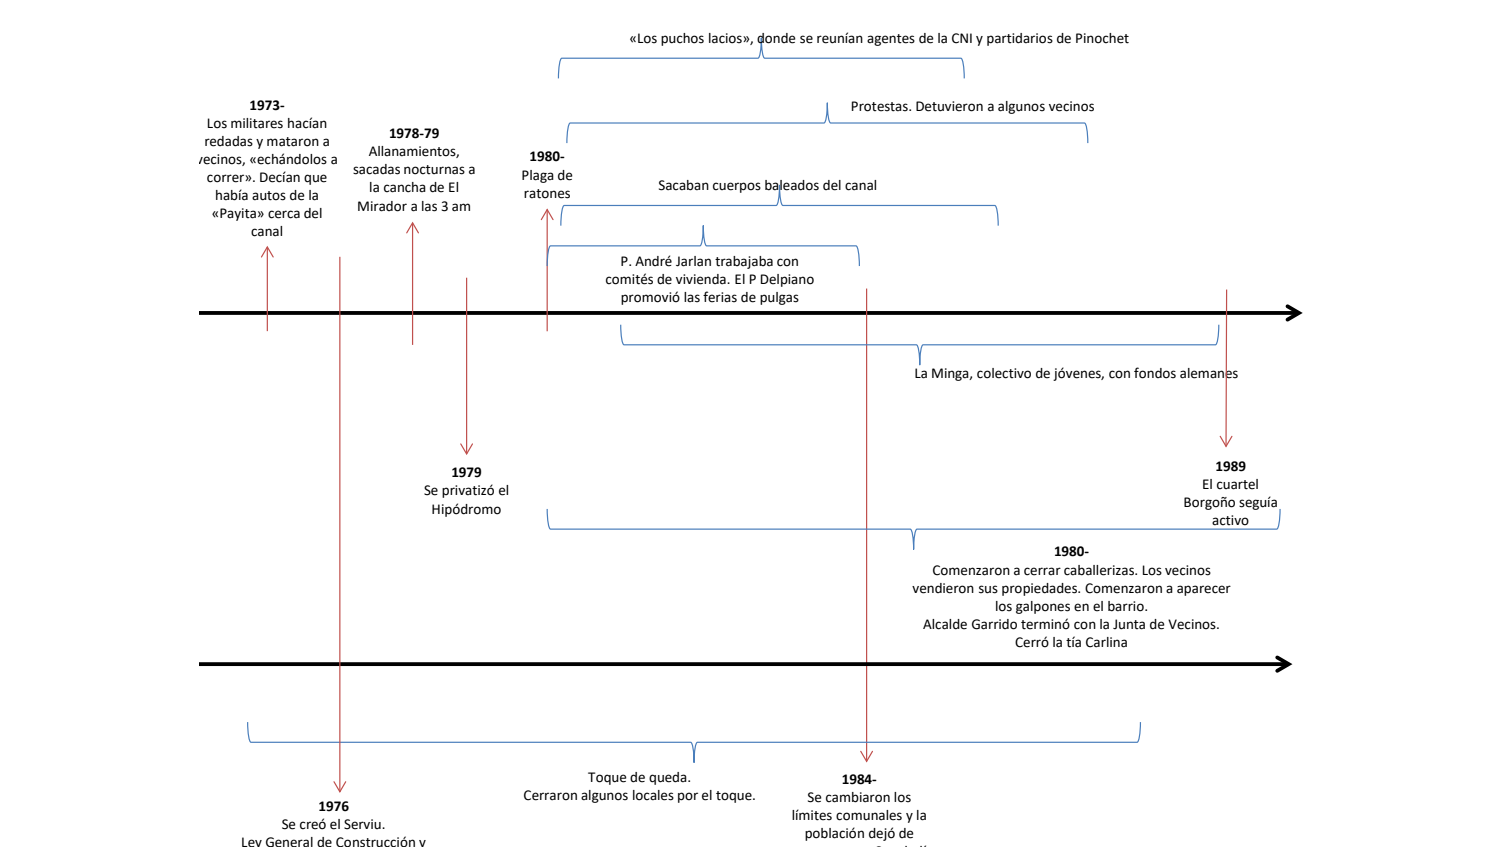 «Los puchos lacios», donde se reunían agentes de la CNI y partidarios de Pinochet
Protestas. Detuvieron a algunos vecinos
1973-
Los militares hacían
redadas y mataron a
vecinos, «echándolos a
correr». Decían que
había autos de la
«Payita» cerca del
canal
1978-79
Allanamientos,
sacadas nocturnas a
la cancha de El
Mirador a las 3 am
1980-
Plaga de
ratones
Sacaban cuerpos baleados del canal
P. André Jarlan trabajaba con
comités de vivienda. El P Delpiano
promovió las ferias de pulgas
La Minga, colectivo de jóvenes, con fondos alemanes
1979
Se privatizó el
Hipódromo
1989
El cuartel
Borgoño seguía
activo
1980-
Comenzaron a cerrar caballerizas. Los vecinos
vendieron sus propiedades. Comenzaron a aparecer
los galpones en el barrio.
Alcalde Garrido terminó con la Junta de Vecinos.
Cerró la tía Carlina
Toque de queda.
Cerraron algunos locales por el toque.
1976
Se creó el Serviu.
Ley General de Construcción y
1984-
Se cambiaron los
límites comunales y la
población dejó de